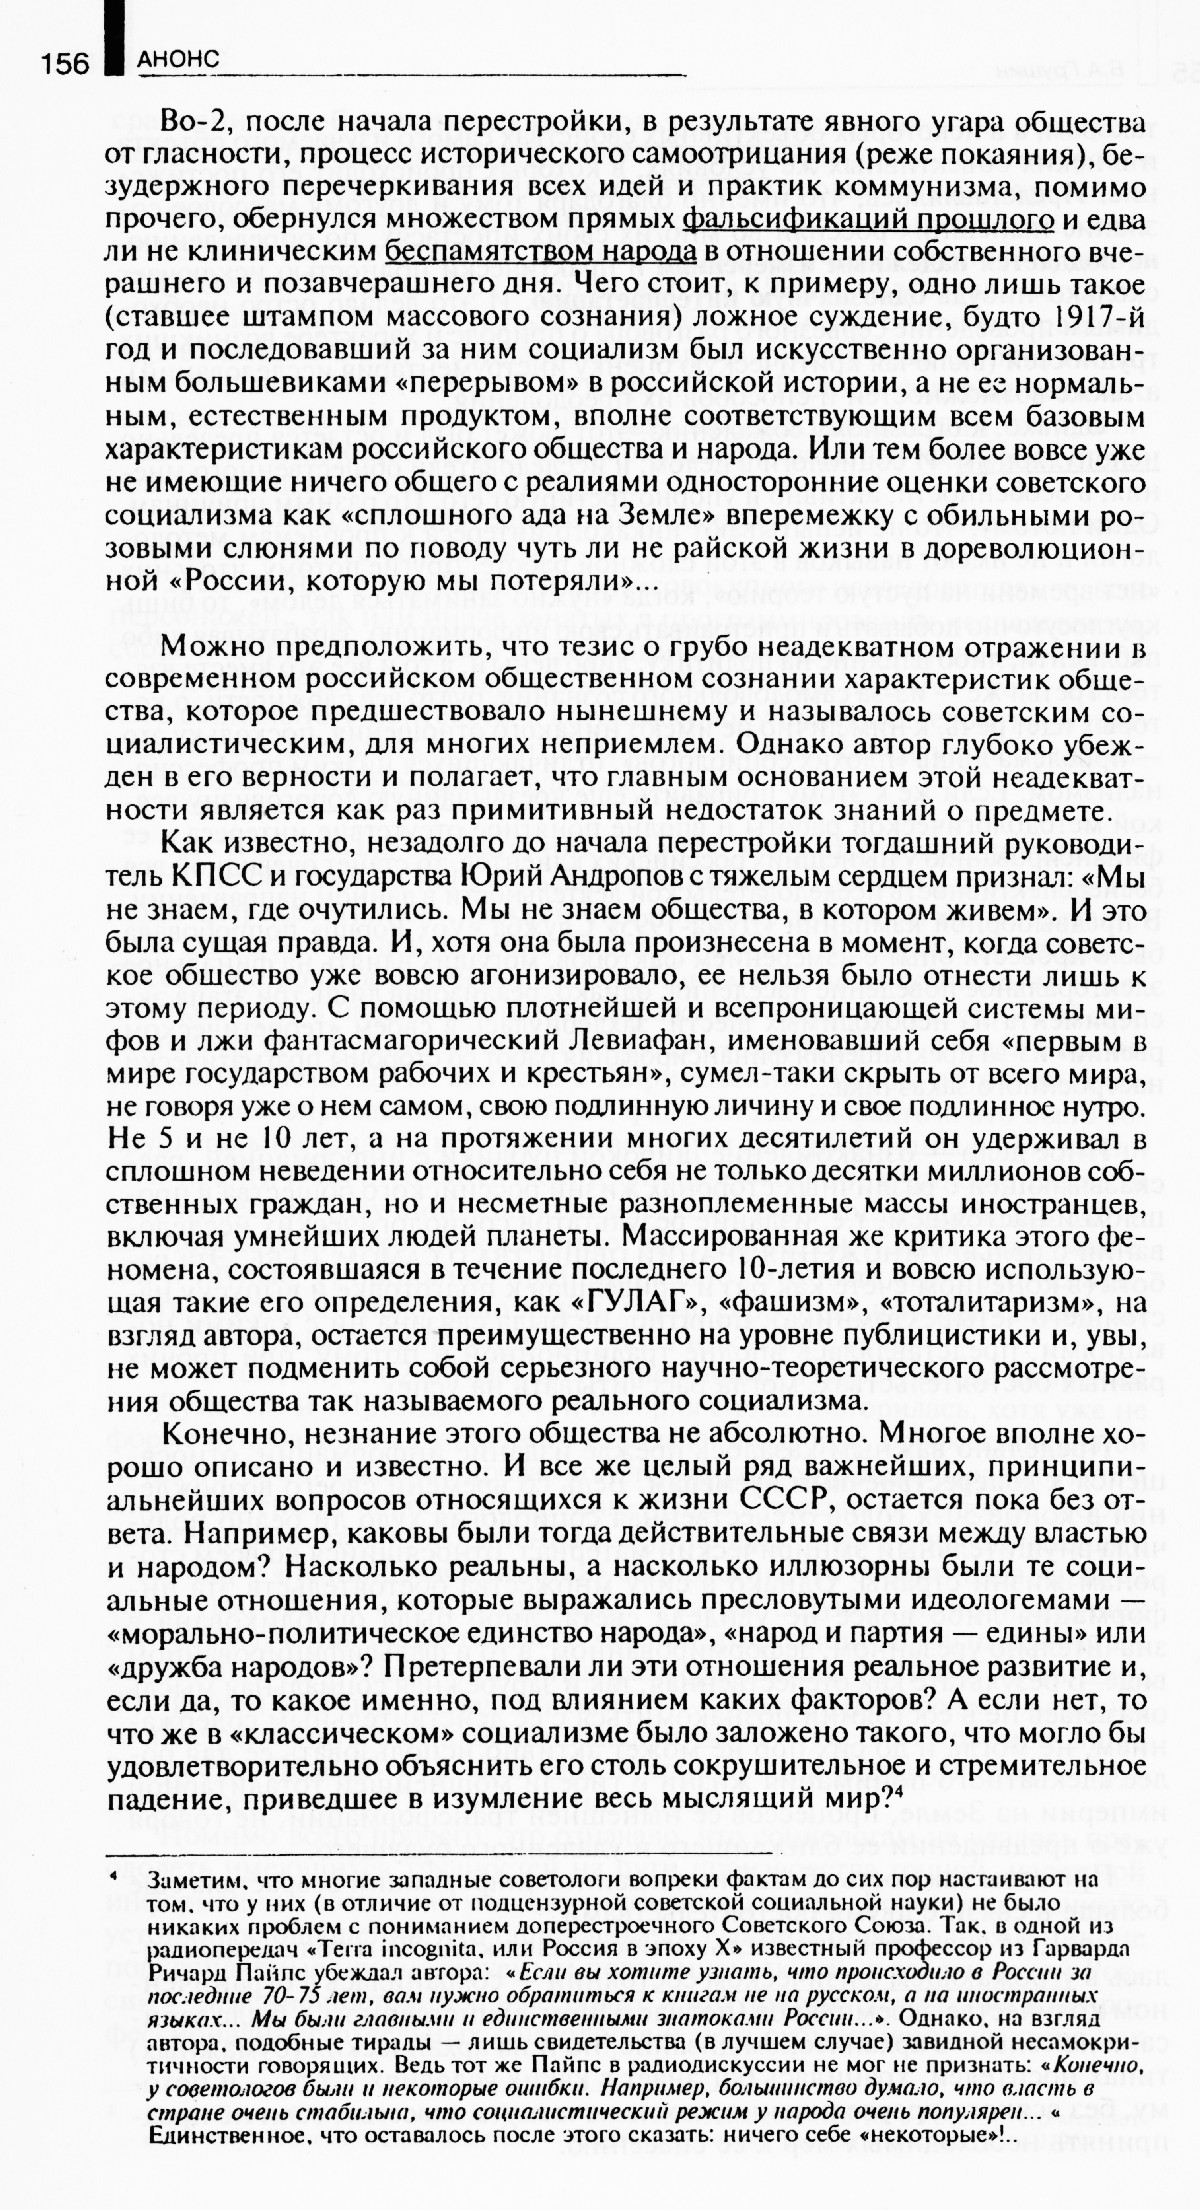 156 АНОНС
Во-2, после начала перестройки, в результате явного угара общества
от гласности, процесс исторического самоотрицания (реже покаяния), бе-
зудержного перечеркивания всех идей и практик коммунизма, помимо
прочего, обернулся множеством прямых фальсификаций прошлого и едва
ли не клиническим беспамятством народа в отношении собственного вче-
рашнего и позавчерашнего дня. Чего стоит, к примеру, одно лишь такое
(ставшее штампом массового сознания) ложное суждение, будто 1917-й
год и последовавший за ним социализм был искусственно организован-
ным большевиками «перерывом» в российской истории, а не ее нормаль-
ным, естественным продуктом, вполне соответствующим всем базовым
характеристикам российского общества и народа. Или тем более вовсе уже
не имеющие ничего общего с реалиями односторонние оценки советского
социализма как «сплошного ада на Земле» вперемежку с обильными ро-
зовыми слюнями по поводу чуть ли не райской жизни в дореволюцион-
ной «России, которую мы потеряли»...
Можно предположить, что тезис о грубо неадекватном отражении в
современном российском общественном сознании характеристик обще-
ства, которое предшествовало нынешнему и называлось советским со-
циалистическим, для многих неприемлем. Однако автор глубоко убеж-
ден в его верности и полагает, что главным основанием этой неадекват-
ности является как раз примитивный недостаток знаний о предмете.
Как известно, незадолго до начала перестройки тогдашний руководи-
тель КПСС и государства Юрий Андропов с тяжелым сердцем признал: «Мы
не знаем, где очутились. Мы не знаем общества, в котором живем». И это
была сущая правда. И, хотя она была произнесена в момент, когда советс-
кое общество уже вовсю агонизировало, ее нельзя было отнести лишь к
этому периоду. С помощью плотнейшей и всепроницающей системы ми-
фов и лжи фантасмагорический Левиафан, именовавший себя «первым в
мире государством рабочих и крестьян», сумел-таки скрыть от всего мира,
не говоря уже о нем самом, свою подлинную личину и свое подлинное нутро.
Не 5 и не 10 лет, а на протяжении многих десятилетий он удерживал в
сплошном неведении относительно себя не только десятки миллионов соб-
ственных граждан, но и несметные разноплеменные массы иностранцев,
включая умнейших людей планеты. Массированная же критика этого фе-
номена, состоявшаяся в течение последнего 10-летия и вовсю использую-
щая такие его определения, как «ГУЛАГ», «фашизм», «тоталитаризм», на
взгляд автора, остается преимущественно на уровне публицистики и, увы,
не может подменить собой серьезного научно-теоретического рассмотре-
ния общества так называемого реального социализма.
Конечно, незнание этого общества не абсолютно. Многое вполне хо-
рошо описано и известно. И все же целый ряд важнейших, принципи-
альнейших вопросов относящихся к жизни СССР, остается пока без от-
вета. Например, каковы были тогда действительные связи между властью
и народом? Насколько реальны, а насколько иллюзорны были те соци-
альные отношения, которые выражались пресловутыми идеологемами —
«морально-политическое единство народа», «народ и партия — едины» или
«дружба народов»? Претерпевали ли эти отношения реальное развитие и,
если да, то какое именно, под влиянием каких факторов? А если нет, то
что же в «классическом» социализме было заложено такого, что могло бы
удовлетворительно объяснить его столь сокрушительное и стремительное
падение, приведшее в изумление весь мыслящий мир?⁴
⁴ Заметим, что многие западные советологи вопреки фактам до сих пор настаивают на
том, что у них (в отличие от подцензурной советской социальной науки) не было
никаких проблем с пониманием доперестроечного Советского Союза. Так, в одной из
радиопередач «Terra incognita, или Россия в эпоху X» известный профессор из Гарварда
Ричард Пайпс убеждал автора: «Если вы хотите узнать, что происходило в России за
последние 70-75 лет, вам нужно обратиться к книгам не на русском, а на иностранных
языках... Мы были главными и единственными знатоками России...». Однако, на взгляд
автора, подобные тирады — лишь свидетельства (в лучшем случае) завидной несамокри-
тичности говорящих. Ведь тот же Пайпс в радиодискуссии не мог не признать: «Конечно,
у советологов были и некоторые ошибки. Например, большинство думало, что власть в
стране очень стабильна, что социалистический режим у народа очень популярен... «
Единственное, что оставалось после этого сказать: ничего себе «некоторые»!..